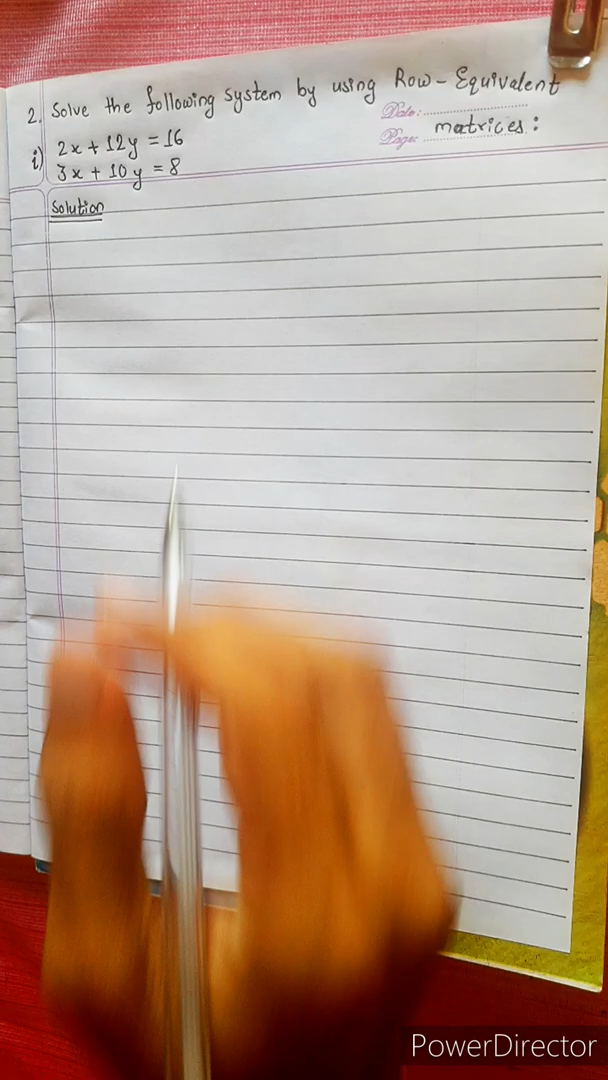 2. Solve the following system by using Row-Equivalent
Date:
Page: matrices:
i) 2x + 12y = 16
3x + 10y = 8
Solution
PowerDirector